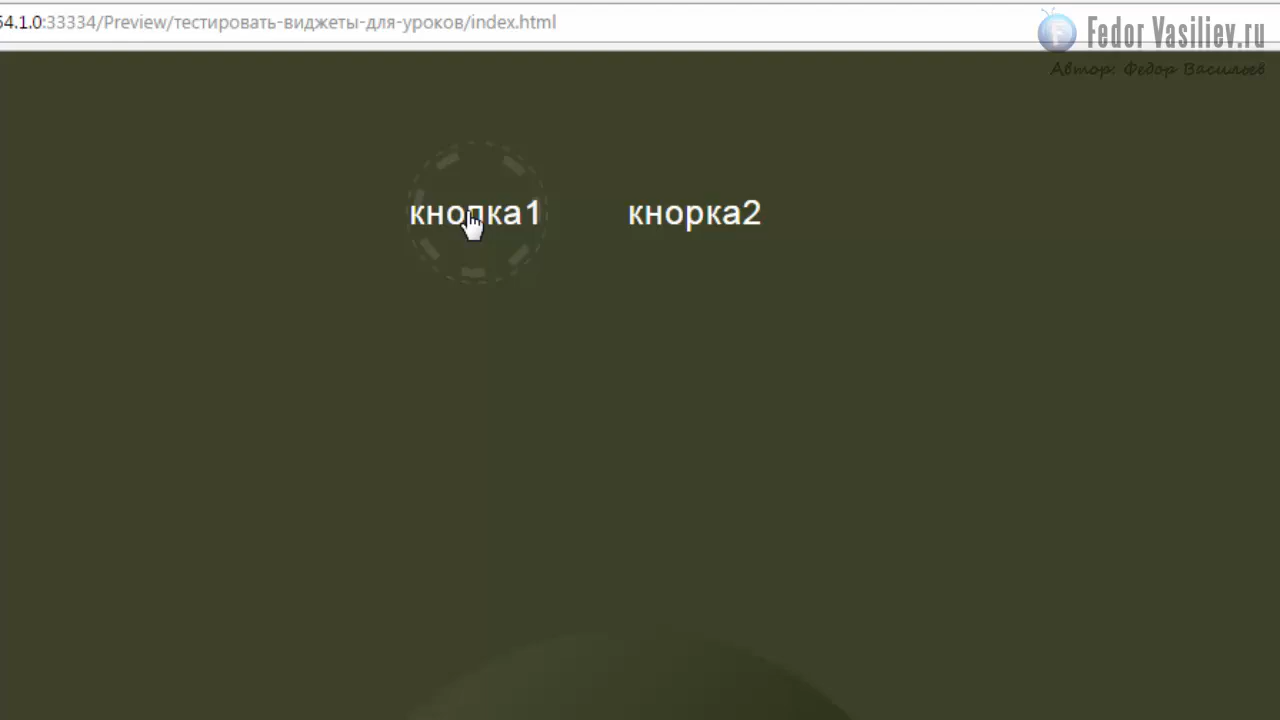 54.1.0:33334/Preview/тестировать-виджеты-для-уроков/index.html
Fedor Vasiliev.ru
Автор: Федор Васильев
кнопка1 кнорка2